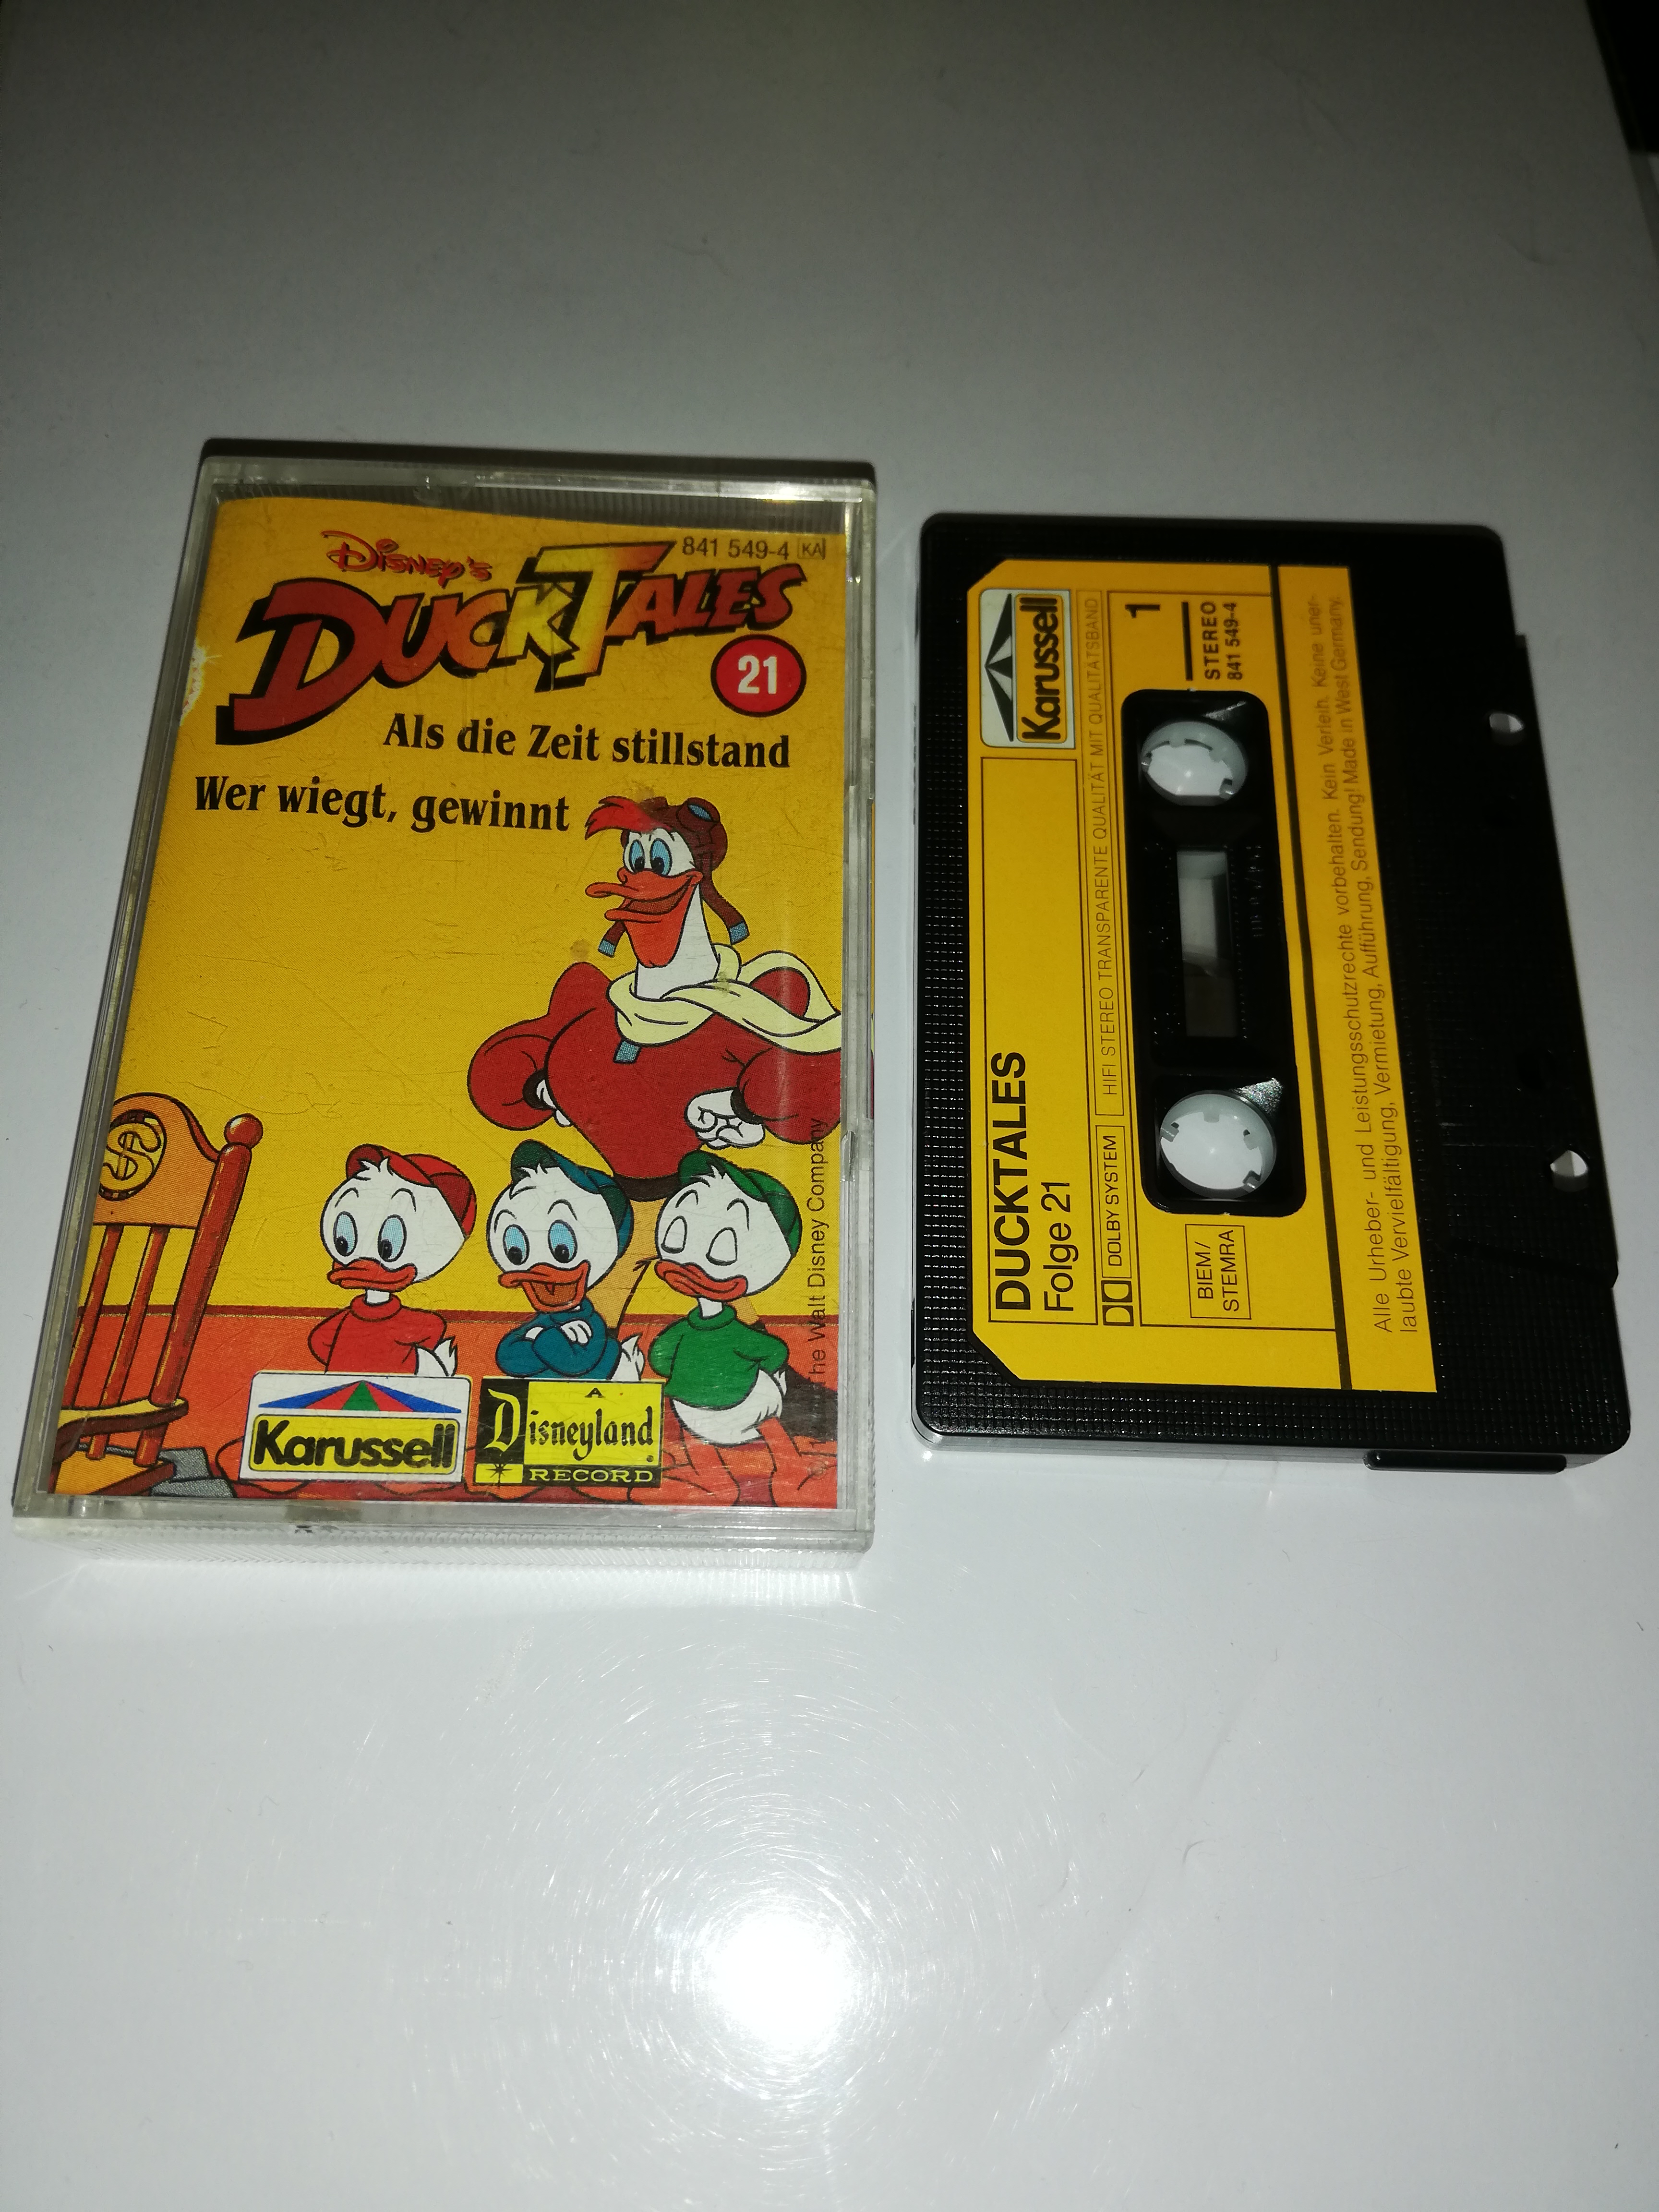 Disney's
841 549-4 KA
DUCKTALES
21
Als die Zeit stillstand
Wer wiegt, gewinnt
The Walt Disney Company
Karussell
A
Disneyland
RECORD
Karussell
DUCKTALES
Folge 21
DOLBY SYSTEM
HIFI STEREO TRANSPARENTE QUALITÄT MIT QUALITÄTSBAND
1
STEREO
841 549-4
BIEM/
STEMRA
Alle Urheber- und Leistungsschutzrechte vorbehalten. Kein Verleih. Keine uner-
laubte Vervielfältigung, Vermietung, Aufführung, Sendung! Made in West Germany.